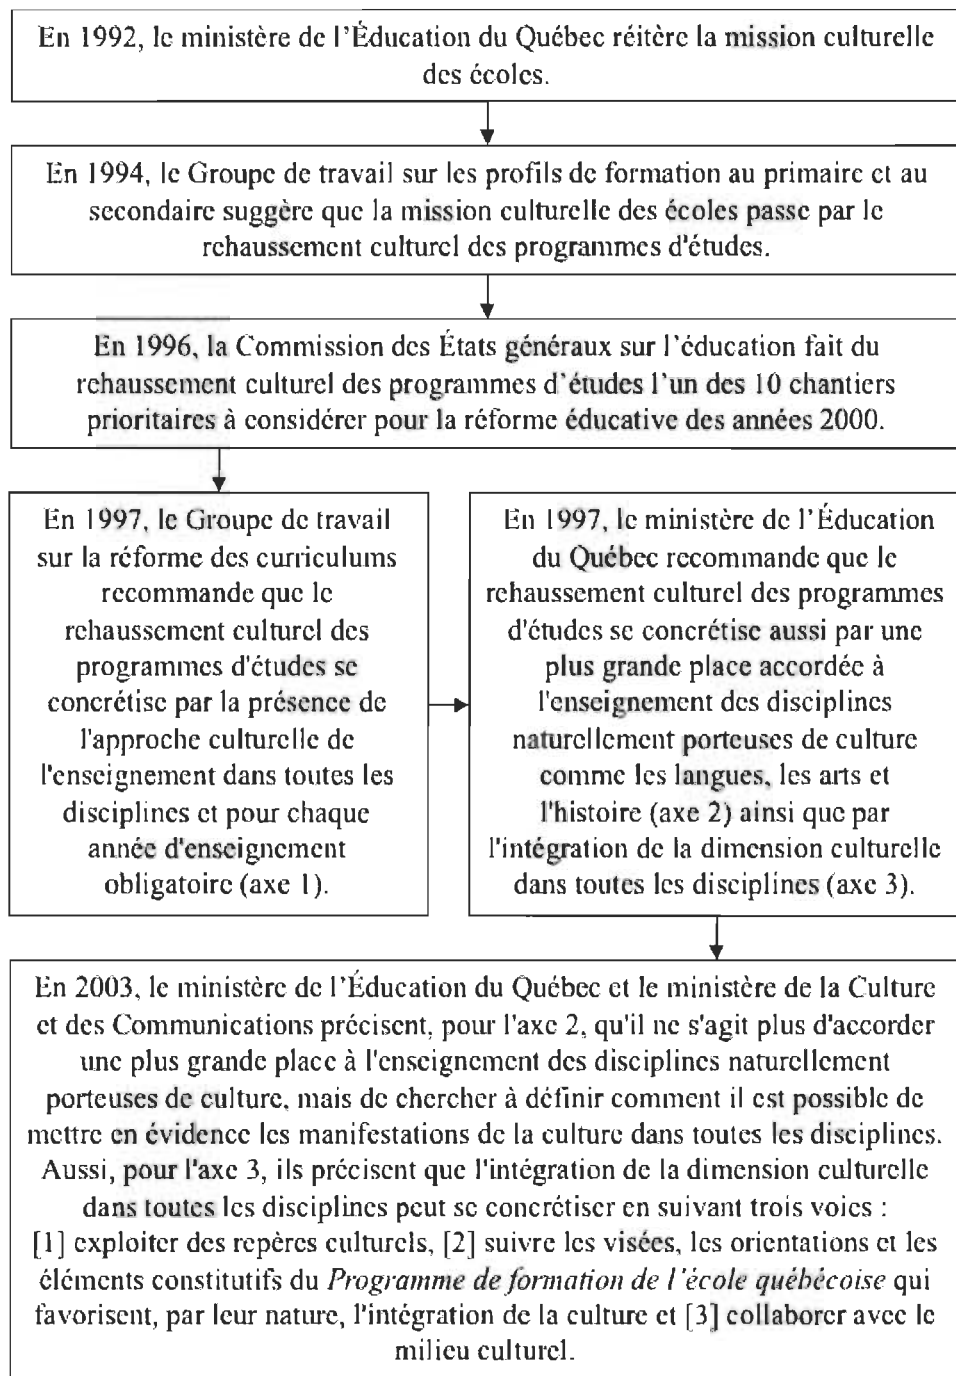 En 1992, le ministère de l'Éducation du Québec réitère la mission culturelle
des écoles.
En 1994, le Groupe de travail sur les profils de formation au primaire et au
secondaire suggère que la mission culturelle des écoles passe par le
rehaussement culturel des programmes d'études.
En 1996, la Commission des États généraux sur l'éducation fait du
rehaussement culturel des programmes d'études l'un des 10 chantiers
prioritaires à considérer pour la réforme éducative des années 2000.
En 1997, le Groupe de travail
sur la réforme des curriculums
recommande que le
rehaussement culturel des
programmes d'études se
concrétise par la présence de
l'approche culturelle de
l'enseignement dans toutes les
disciplines et pour chaque
année d'enseignement
obligatoire (axe 1).
En 1997, le ministère de l'Éducation
du Québec recommande que le
rehaussement culturel des programmes
d'études se concrétise aussi par une
plus grande place accordée à
l'enseignement des disciplines
naturellement porteuses de culture
comme les langues, les arts et
l'histoire (axe 2) ainsi que par
l'intégration de la dimension culturelle
dans toutes les disciplines (axe 3).
En 2003, le ministère de l'Éducation du Québec et le ministère de la Culture
et des Communications précisent, pour l'axe 2, qu'il ne s'agit plus d'accorder
une plus grande place à l'enseignement des disciplines naturellement
porteuses de culture, mais de chercher à définir comment il est possible de
mettre en évidence les manifestations de la culture dans toutes les disciplines.
Aussi, pour l'axe 3, ils précisent que l'intégration de la dimension culturelle
dans toutes les disciplines peut se concrétiser en suivant trois voies :
[1] exploiter des repères culturels, [2] suivre les visées, les orientations et les
éléments constitutifs du Programme de formation de l'école québécoise qui
favorisent, par leur nature, l'intégration de la culture et [3] collaborer avec le
milieu culturel.